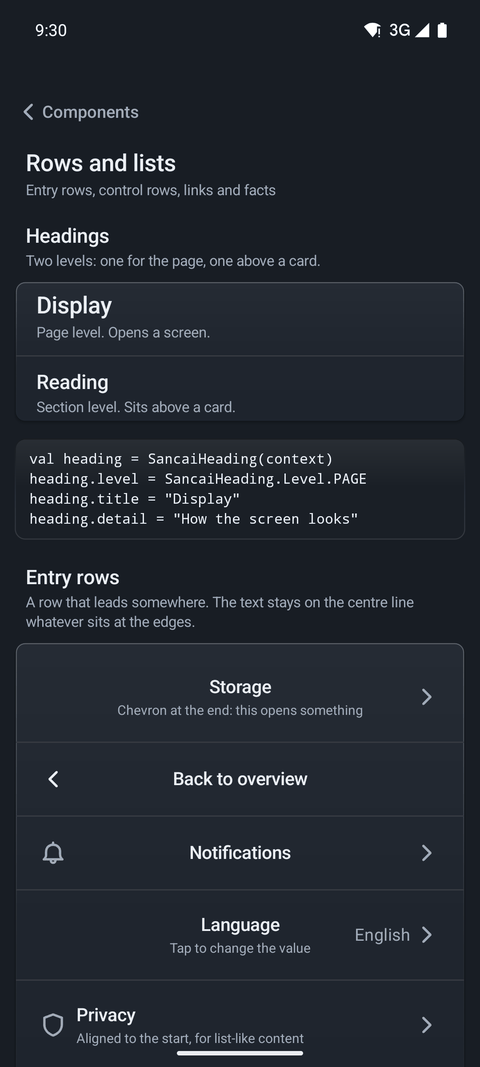 9:30
3G
Components
Rows and lists
Entry rows, control rows, links and facts
Headings
Two levels: one for the page, one above a card.
Display
Page level. Opens a screen.
Reading
Section level. Sits above a card.
val heading = SancaiHeading(context)
heading.level = SancaiHeading.Level.PAGE
heading.title = "Display"
heading.detail = "How the screen looks"
Entry rows
A row that leads somewhere. The text stays on the centre line
whatever sits at the edges.
Storage
Chevron at the end: this opens something
Back to overview
Notifications
Language
Tap to change the value
English
Privacy
Aligned to the start, for list-like content